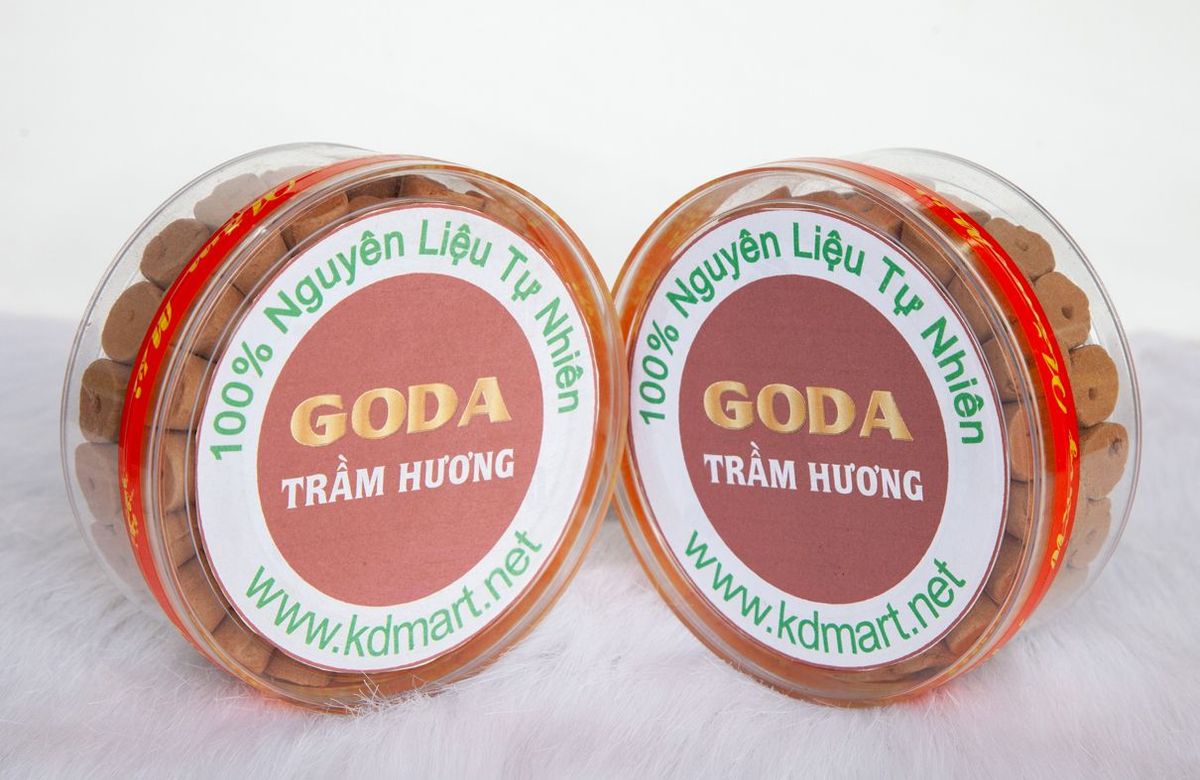 100% Nguyên Liệu Tự Nhiên
GODA
TRẦM HƯƠNG
www.kdmart.net
100% Nguyên Liệu Tự Nhiên
GODA
TRẦM HƯƠNG
www.kdmart.net